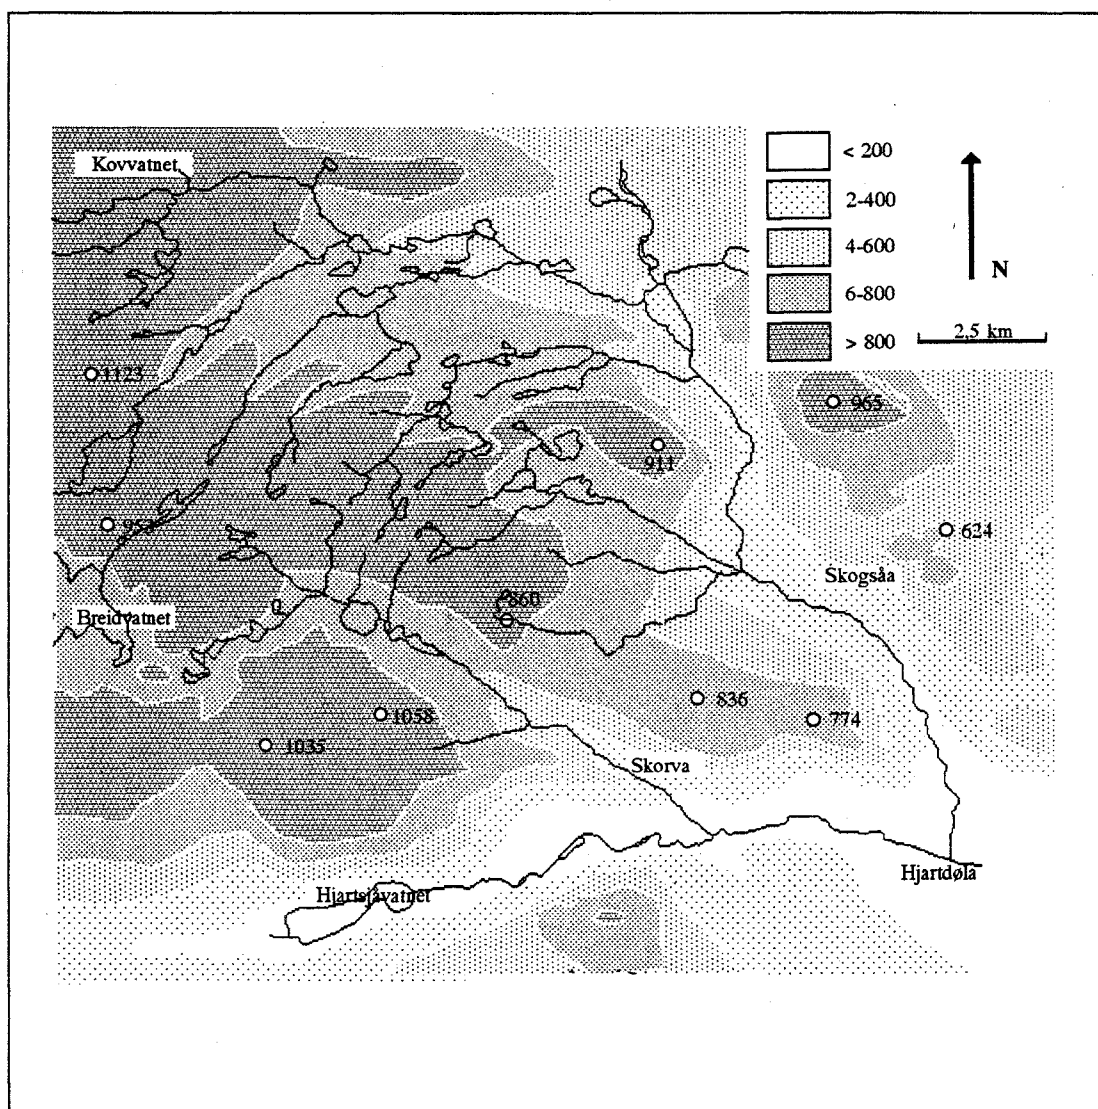 Kovvatnet
< 200
2-400
4-600
6-800
> 800
N
2,5 km
1123
965
911
953
624
Skogsåa
860
Breidvatnet
836
1058
774
1035
Skorva
Hjartdøla
Hjartsjåvatnet